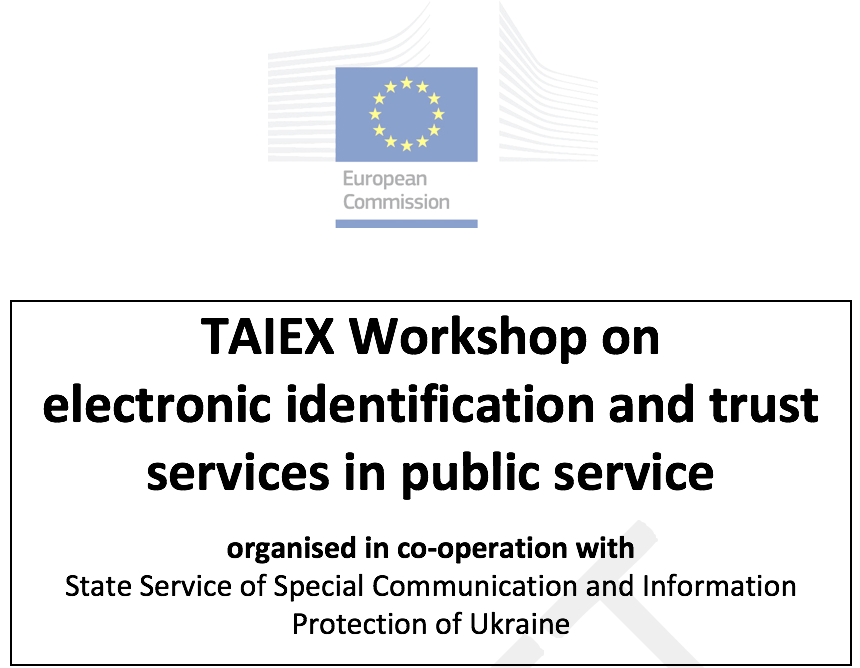 European
Commission
TAIEX Workshop on
electronic identification and trust
services in public service
organised in co-operation with
State Service of Special Communication and Information
Protection of Ukraine